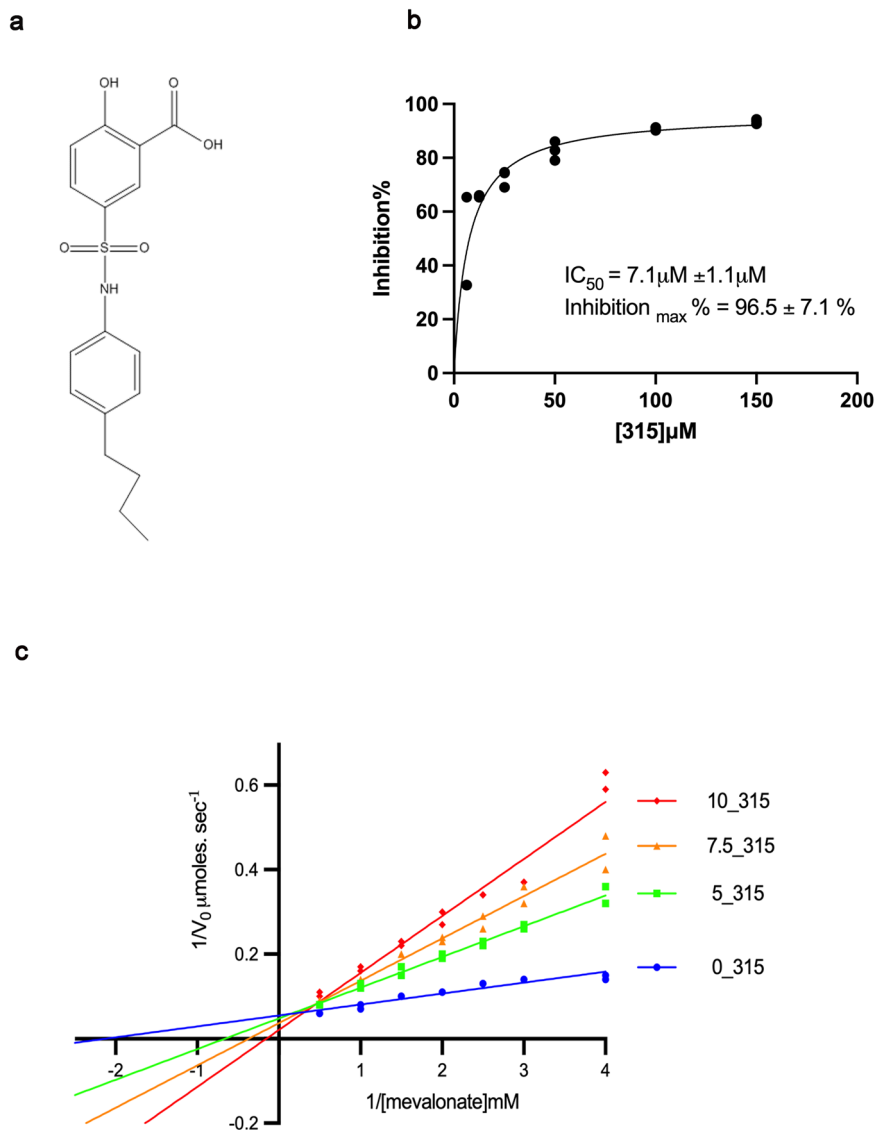 a
OH
O
OH
O
S
O
NH
b
100
80
60
40
20
0
Inhibition%
IC50 = 7.1μM ±1.1μM
Inhibition max % = 96.5 ± 7.1 %
0
50
100
150
200
[315]μM
c
0.6
0.4
0.2
-0.2
1/V0 μmoles. sec-1
-2
-1
1
2
3
4
1/[mevalonate]mM
10_315
7.5_315
5_315
0_315